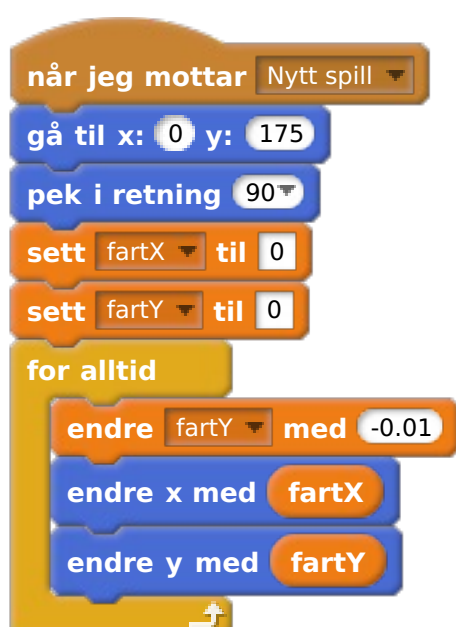 når jeg mottar Nytt spill
gå til x: 0 y: 175
pek i retning 90
sett fartX til 0
sett fartY til 0
for alltid
endre fartY med -0.01
endre x med fartX
endre y med fartY